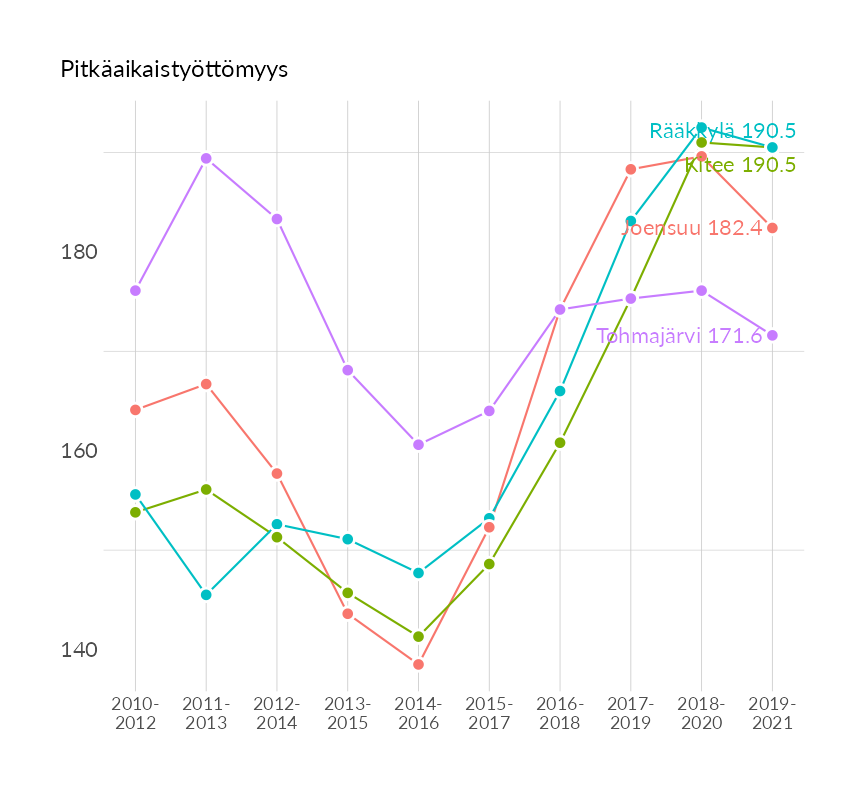 Pitkäaikaistyöttömyys
Rääkkylä 190.5
Kitee 190.5
Joensuu 182.4
180
Tohmajärvi 171.6
160
140
2010- 2011- 2012- 2013- 2014- 2015- 2016- 2017- 2018- 2019-
2012 2013 2014 2015 2016 2017 2018 2019 2020 2021